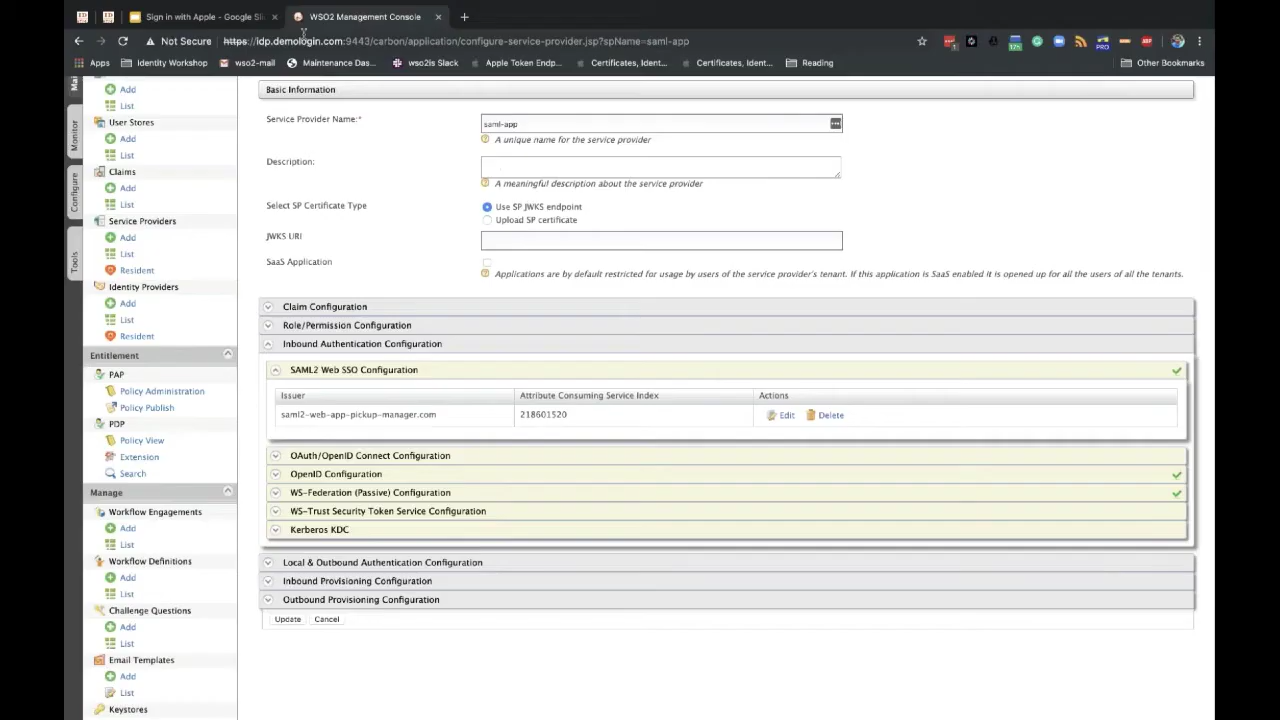 Sign in with Apple - Google Sli
WSO2 Management Console
Not Secure
https://idp.demologin.com:9443/carbon/application/configure-service-provider.jsp?spName=saml-app
Apps
Identity Workshop
wso2-mail
Maintenance Das...
wso2is Slack
Apple Token Endp...
Certificates, Ident...
Certificates, Ident...
Reading
Other Bookmarks
Monitor
Configure
Tools
Add
List
User Stores
Add
List
Claims
Add
List
Service Providers
Add
List
Resident
Identity Providers
Add
List
Resident
Entitlement
PAP
Policy Administration
Policy Publish
PDP
Policy View
Extension
Search
Manage
Workflow Engagements
Add
List
Workflow Definitions
Add
List
Challenge Questions
Add
List
Email Templates
Add
List
Keystores
Basic Information
Service Provider Name:*
saml-app
A unique name for the service provider
Description:
A meaningful description about the service provider
Select SP Certificate Type
Use SP JWKS endpoint
Upload SP certificate
JWKS URI
SaaS Application
Applications are by default restricted for usage by users of the service provider's tenant. If this application is SaaS enabled it is opened up for all the users of all the tenants.
Claim Configuration
Role/Permission Configuration
Inbound Authentication Configuration
SAML2 Web SSO Configuration
Issuer Attribute Consuming Service Index Actions
saml2-web-app-pickup-manager.com 218601520 Edit Delete
OAuth/OpenID Connect Configuration
OpenID Configuration
WS-Federation (Passive) Configuration
WS-Trust Security Token Service Configuration
Kerberos KDC
Local & Outbound Authentication Configuration
Inbound Provisioning Configuration
Outbound Provisioning Configuration
Update Cancel